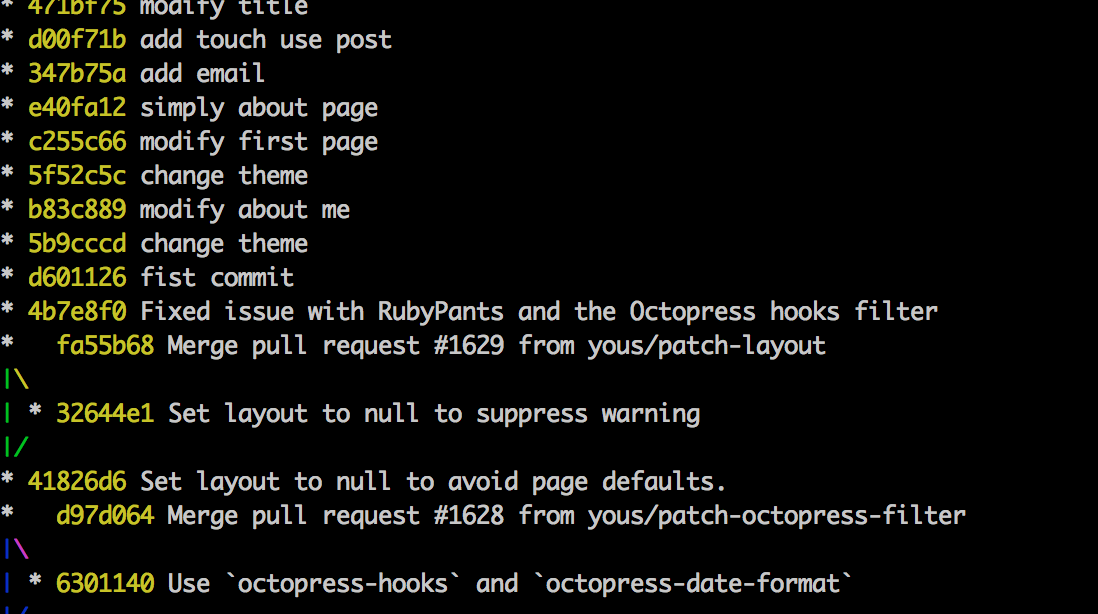 * 471bf75 modify title
* d00f71b add touch use post
* 347b75a add email
* e40fa12 simply about page
* c255c66 modify first page
* 5f52c5c change theme
* b83c889 modify about me
* 5b9cccd change theme
* d601126 fist commit
* 4b7e8f0 Fixed issue with RubyPants and the Octopress hooks filter
*   fa55b68 Merge pull request #1629 from yous/patch-layout
|\
| * 32644e1 Set layout to null to suppress warning
|/
* 41826d6 Set layout to null to avoid page defaults.
*   d97d064 Merge pull request #1628 from yous/patch-octopress-filter
|\
| * 6301140 Use `octopress-hooks` and `octopress-date-format`
|/